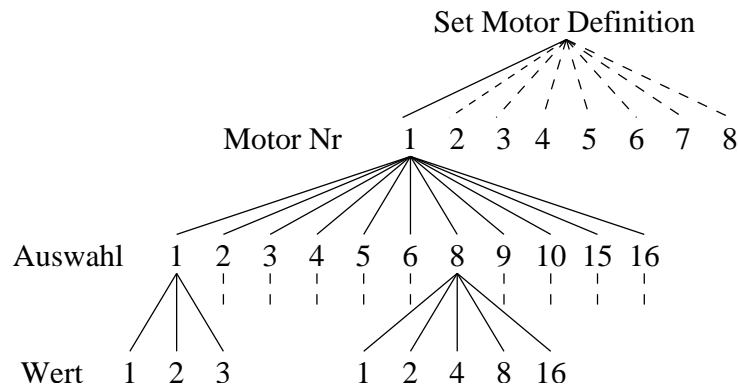 Set Motor Definition
Motor Nr 1 2 3 4 5 6 7 8
Auswahl 1 2 3 4 5 6 8 9 10 15 16
Wert 1 2 3 1 2 4 8 16